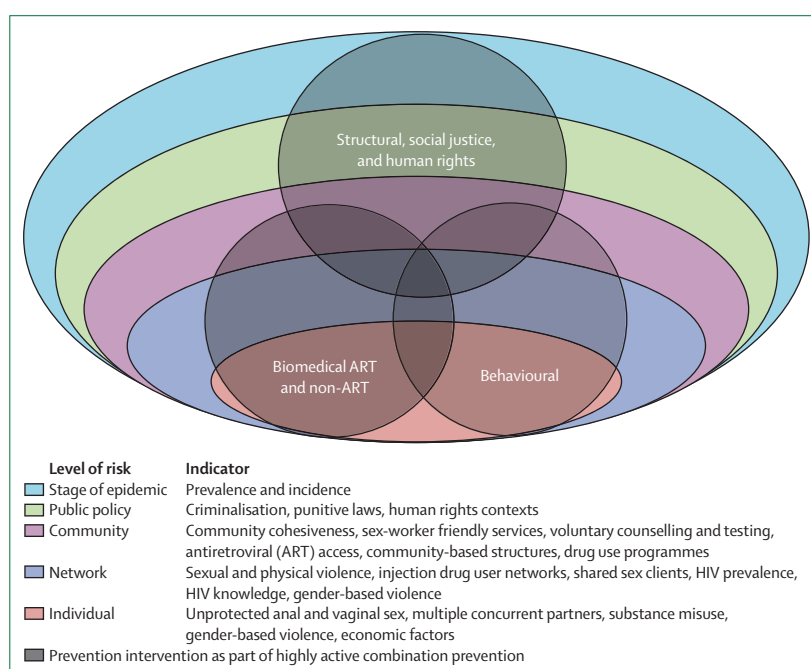 Structural, social justice,
and human rights
Biomedical ART
and non-ART
Behavioural
Level of risk Indicator
Stage of epidemic Prevalence and incidence
Public policy Criminalisation, punitive laws, human rights contexts
Community Community cohesiveness, sex-worker friendly services, voluntary counselling and testing,
antiretroviral (ART) access, community-based structures, drug use programmes
Network Sexual and physical violence, injection drug user networks, shared sex clients, HIV prevalence,
HIV knowledge, gender-based violence
Individual Unprotected anal and vaginal sex, multiple concurrent partners, substance misuse,
gender-based violence, economic factors
Prevention intervention as part of highly active combination prevention